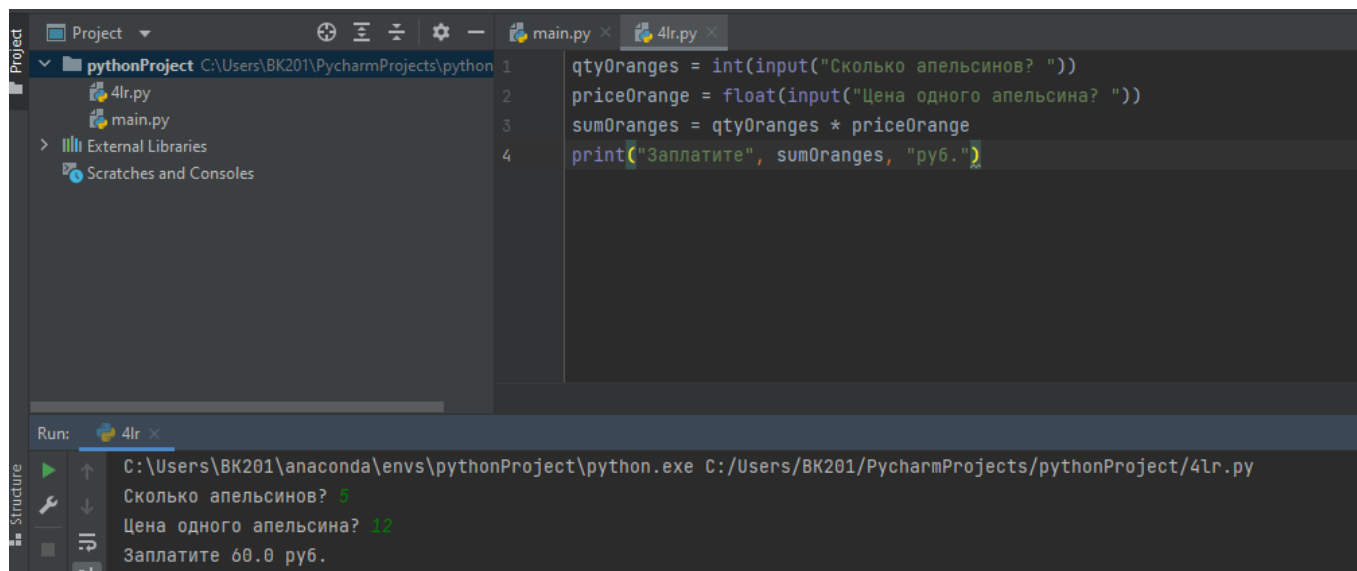 Project
Project
pythonProject C:\Users\BK201\PycharmProjects\python
4lr.py
main.py
External Libraries
Scratches and Consoles
main.py
4lr.py
1 qtyOranges = int(input("Сколько апельсинов? "))
2 priceOrange = float(input("Цена одного апельсина? "))
3 sumOranges = qtyOranges * priceOrange
4 print("Заплатите", sumOranges, "руб.")
Run: 4lr
Structure
C:\Users\BK201\anaconda\envs\pythonProject\python.exe C:/Users/BK201/PycharmProjects/pythonProject/4lr.py
Сколько апельсинов? 5
Цена одного апельсина? 12
Заплатите 60.0 руб.